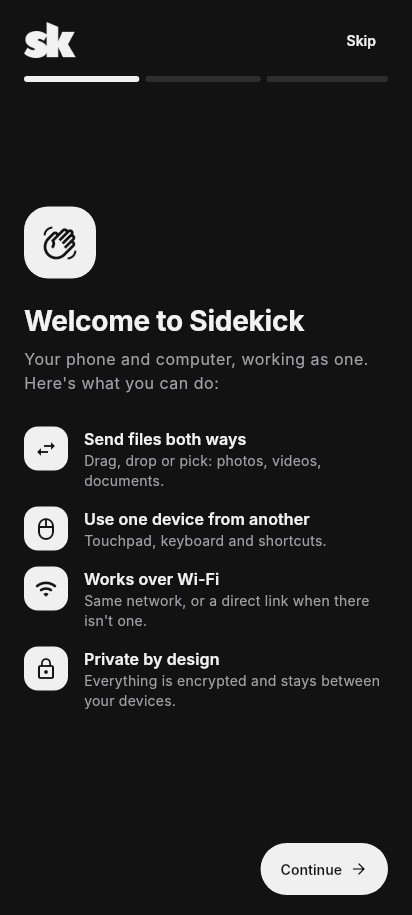 sk
Skip
Welcome to Sidekick
Your phone and computer, working as one.
Here's what you can do:
Send files both ways
Drag, drop or pick: photos, videos,
documents.
Use one device from another
Touchpad, keyboard and shortcuts.
Works over Wi-Fi
Same network, or a direct link when there
isn't one.
Private by design
Everything is encrypted and stays between
your devices.
Continue